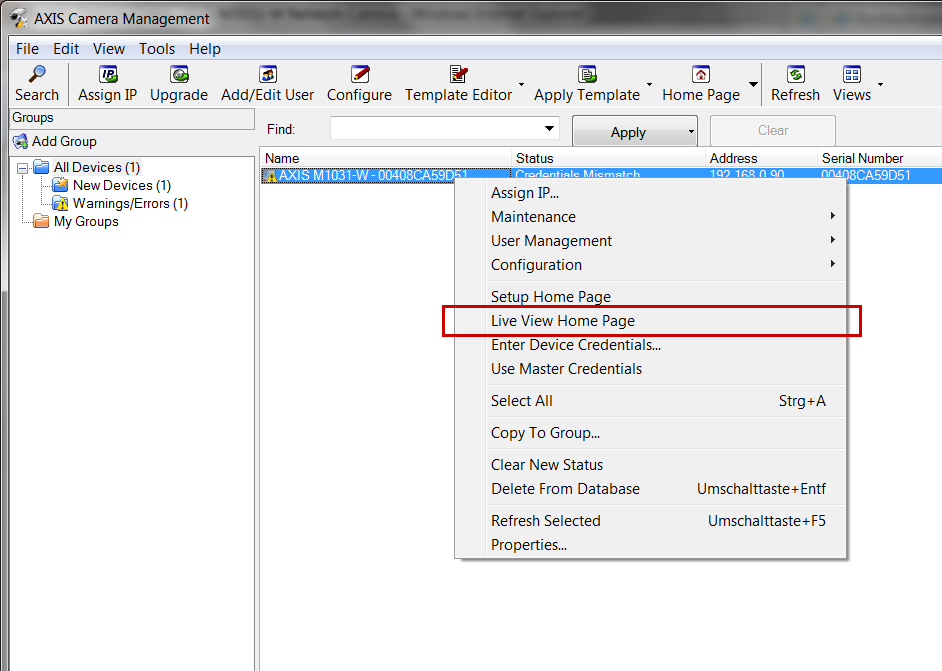 AXIS Camera Management
File Edit View Tools Help
Search Assign IP Upgrade Add/Edit User Configure Template Editor Apply Template Home Page Refresh Views
Groups
Add Group
All Devices (1)
New Devices (1)
Warnings/Errors (1)
My Groups
Find: Apply Clear
Name Status Address Serial Number
AXIS M1031-W - 00408CA59D51 Credentials Mismatch 192.168.0.90 00408CA59D51
Assign IP...
Maintenance
User Management
Configuration
Setup Home Page
Live View Home Page
Enter Device Credentials...
Use Master Credentials
Select All Strg+A
Copy To Group...
Clear New Status
Delete From Database Umschalttaste+Entf
Refresh Selected Umschalttaste+F5
Properties...